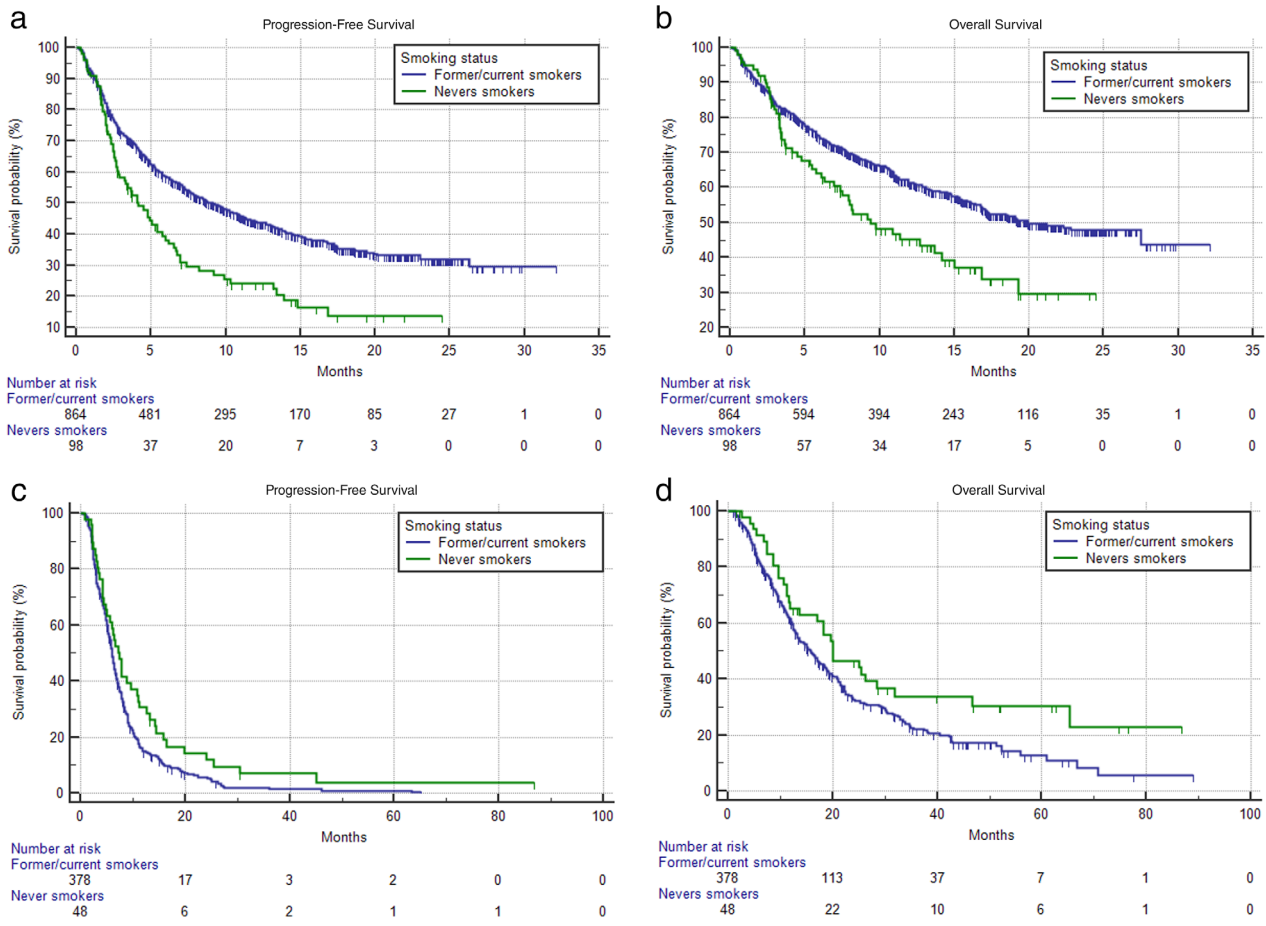 a
Progression-Free Survival
Survival probability (%)
100
90
80
70
60
50
40
30
20
10
Smoking status
Former/current smokers
Nevers smokers
0 5 10 15 20 25 30 35
Months
Number at risk
Former/current smokers
864 481 295 170 85 27 1 0
Nevers smokers
98 37 20 7 3 0 0 0
b
Overall Survival
Survival probability (%)
100
90
80
70
60
50
40
30
20
Smoking status
Former/current smokers
Nevers smokers
0 5 10 15 20 25 30 35
Months
Number at risk
Former/current smokers
864 594 394 243 116 35 1 0
Nevers smokers
98 57 34 17 5 0 0 0
c
Progression-Free Survival
Survival probability (%)
100
80
60
40
20
0
Smoking status
Former/current smokers
Never smokers
0 20 40 60 80 100
Months
Number at risk
Former/current smokers
378 17 3 2 0 0
Never smokers
48 6 2 1 1 0
d
Overall Survival
Survival probability (%)
100
80
60
40
20
0
Smoking status
Former/current smokers
Nevers smokers
0 20 40 60 80 100
Months
Number at risk
Former/current smokers
378 113 37 7 1 0
Nevers smokers
48 22 10 6 1 0